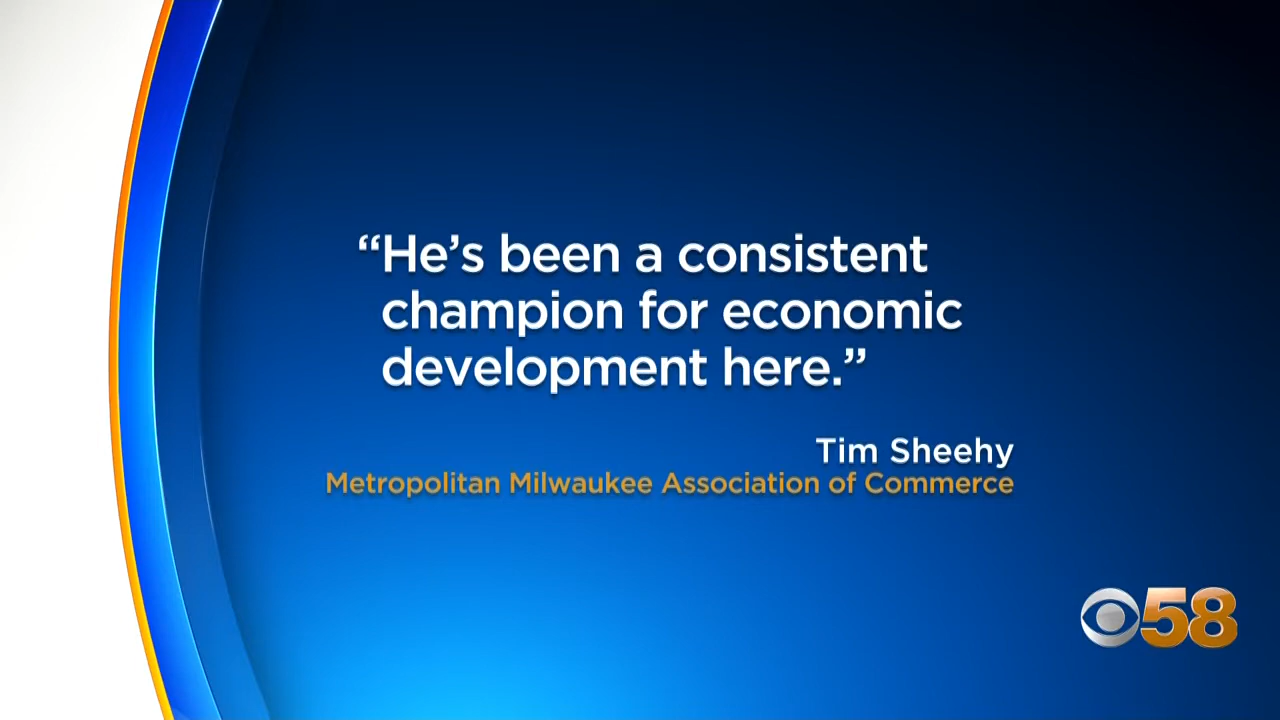 “He’s been a consistent
champion for economic
development here.”
Tim Sheehy
Metropolitan Milwaukee Association of Commerce
58